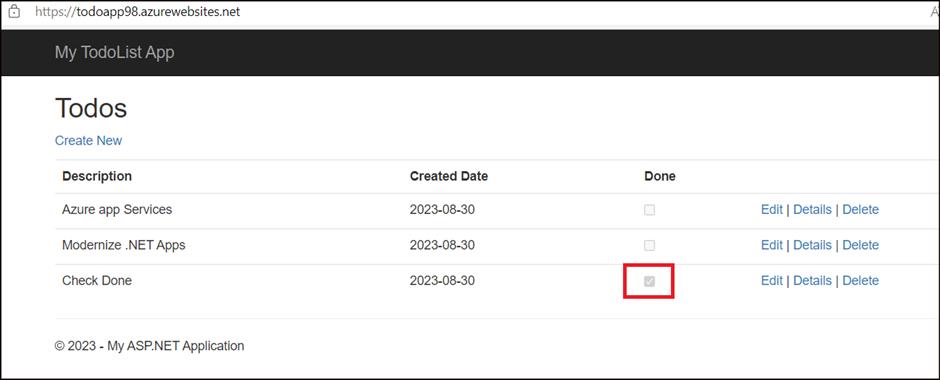 https://todoapp98.azurewebsites.net
My TodoList App
Todos
Create New
Description Created Date Done
Azure app Services 2023-08-30 Edit | Details | Delete
Modernize .NET Apps 2023-08-30 Edit | Details | Delete
Check Done 2023-08-30 Edit | Details | Delete
© 2023 - My ASP.NET Application